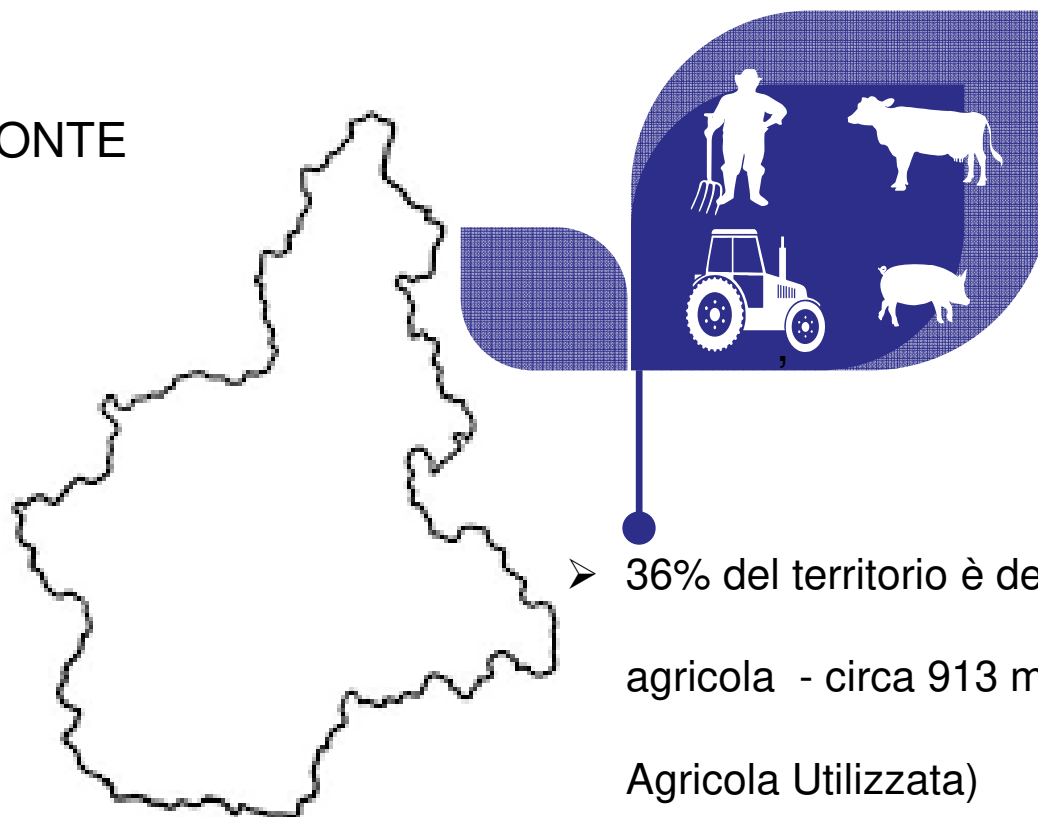 ONTE
,
➢ 36% del territorio è de
agricola - circa 913 m
Agricola Utilizzata)